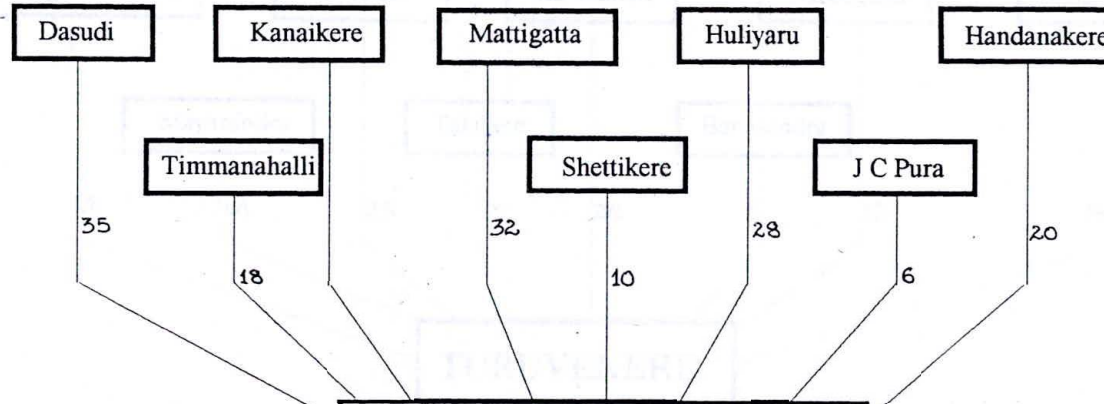 Dasudi Kanaikere Mattigatta Huliyaru Handanakere
Timmanahalli Shettikere J C Pura
35 32 28 20
18 10 6